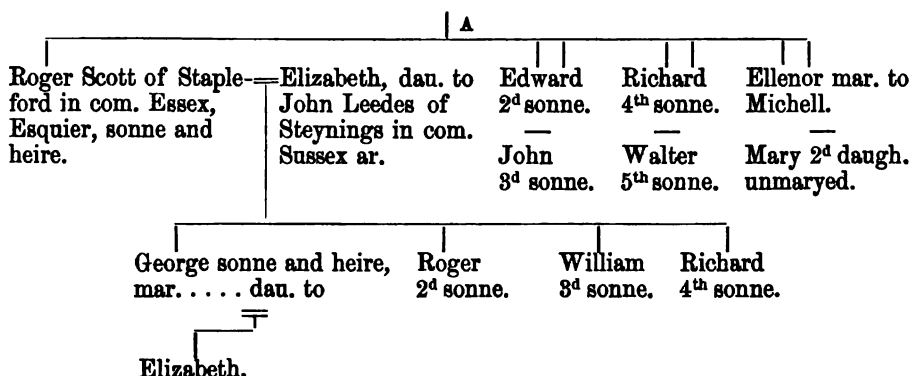 A
Roger Scott of Staple-
ford in com. Essex,
Esquier, sonne and
heire.
Elizabeth, dau. to
John Leedes of
Steynings in com.
Sussex ar.
Edward
2d sonne.
John
3d sonne.
Richard
4th sonne.
Walter
5th sonne.
Ellenor mar. to
Michell.
Mary 2d daugh.
unmaryed.
George sonne and heire,
mar. . . . . . dau. to
Roger
2d sonne.
William
3d sonne.
Richard
4th sonne.
Elizabeth.